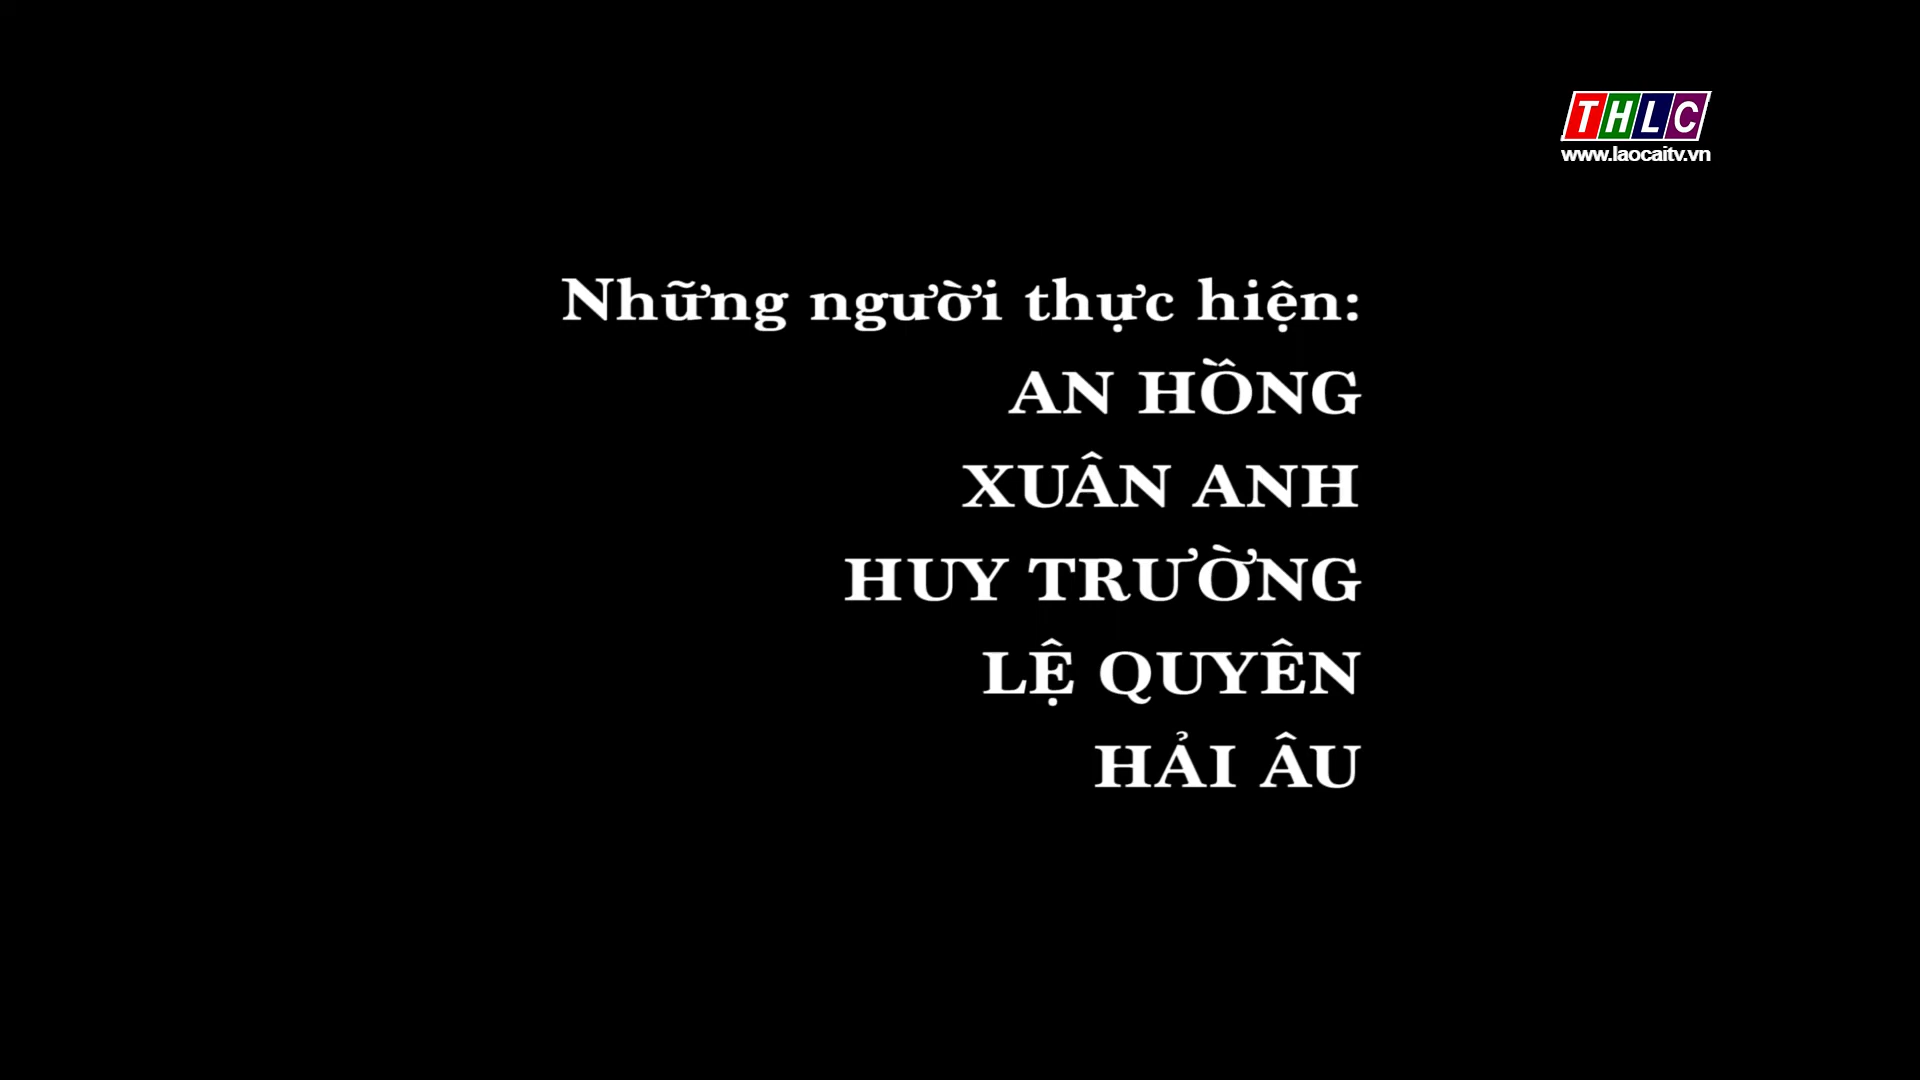 THLC
www.laocaitv.vn
Những người thực hiện:
AN HỒNG
XUÂN ANH
HUY TRƯỜNG
LỆ QUYÊN
HẢI ÂU